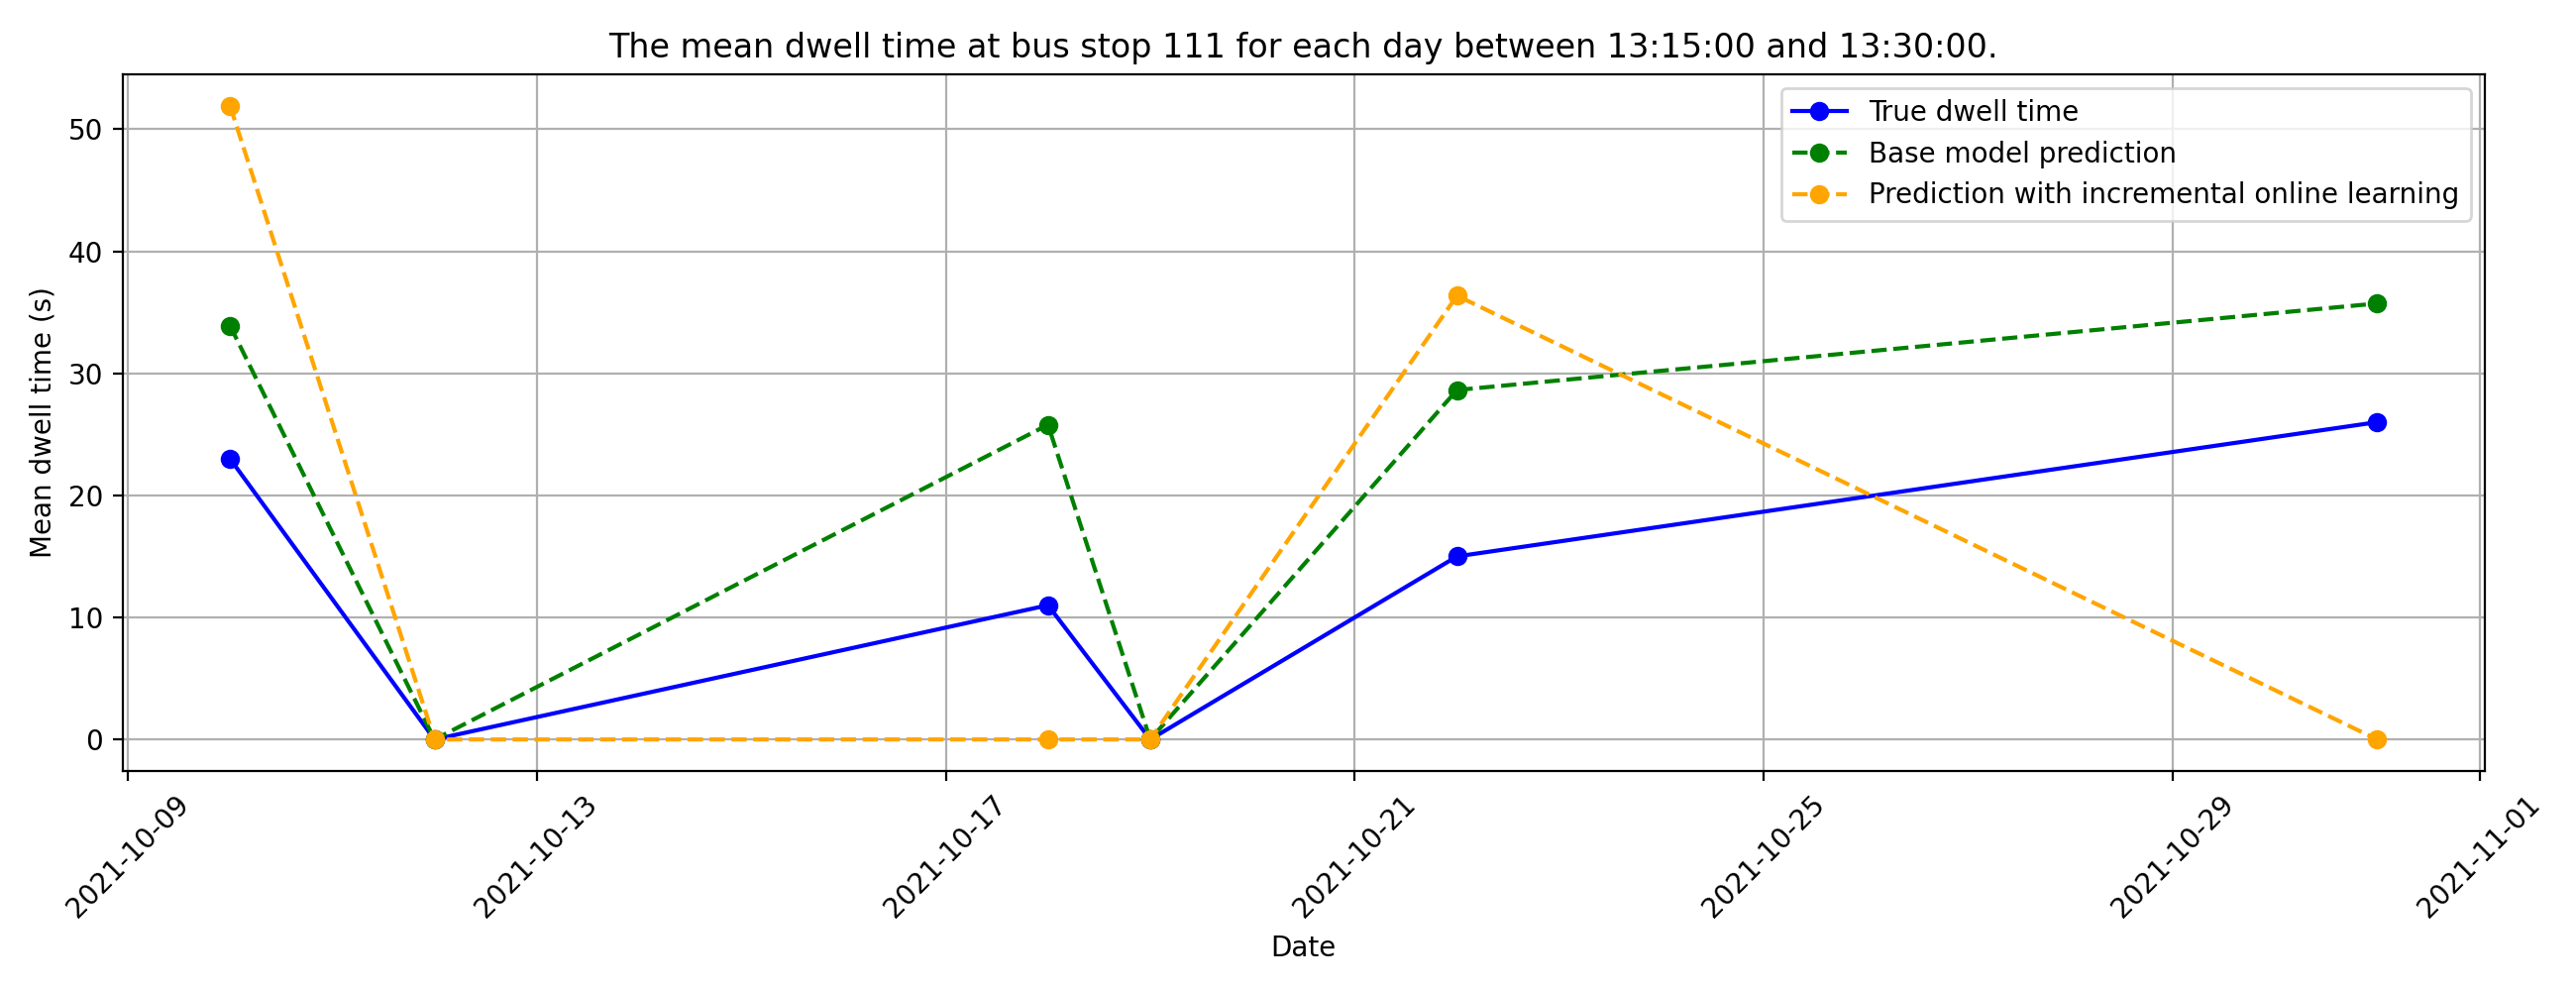 The mean dwell time at bus stop 111 for each day between 13:15:00 and 13:30:00.
True dwell time
Base model prediction
Prediction with incremental online learning
Mean dwell time (s)
50
40
30
20
10
0
2021-10-09
2021-10-13
2021-10-17
2021-10-21
2021-10-25
2021-10-29
2021-11-01
Date